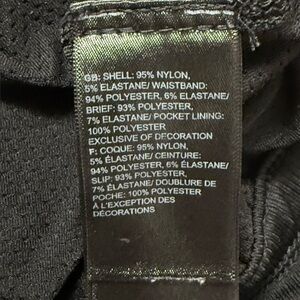 GB: SHELL: 95% NYLON,
5% ELASTANE/ WAISTBAND:
94% POLYESTER, 6% ELASTANE/
BRIEF: 93% POLYESTER,
7% ELASTANE/ POCKET LINING:
100% POLYESTER
EXCLUSIVE OF DECORATION
F: COQUE: 95% NYLON,
5% ÉLASTANE/ CEINTURE:
94% POLYESTER, 6% ÉLASTANE/
SLIP: 93% POLYESTER,
7% ÉLASTANE/ DOUBLURE DE
POCHE: 100% POLYESTER
À L'EXCEPTION DES
DÉCORATIONS